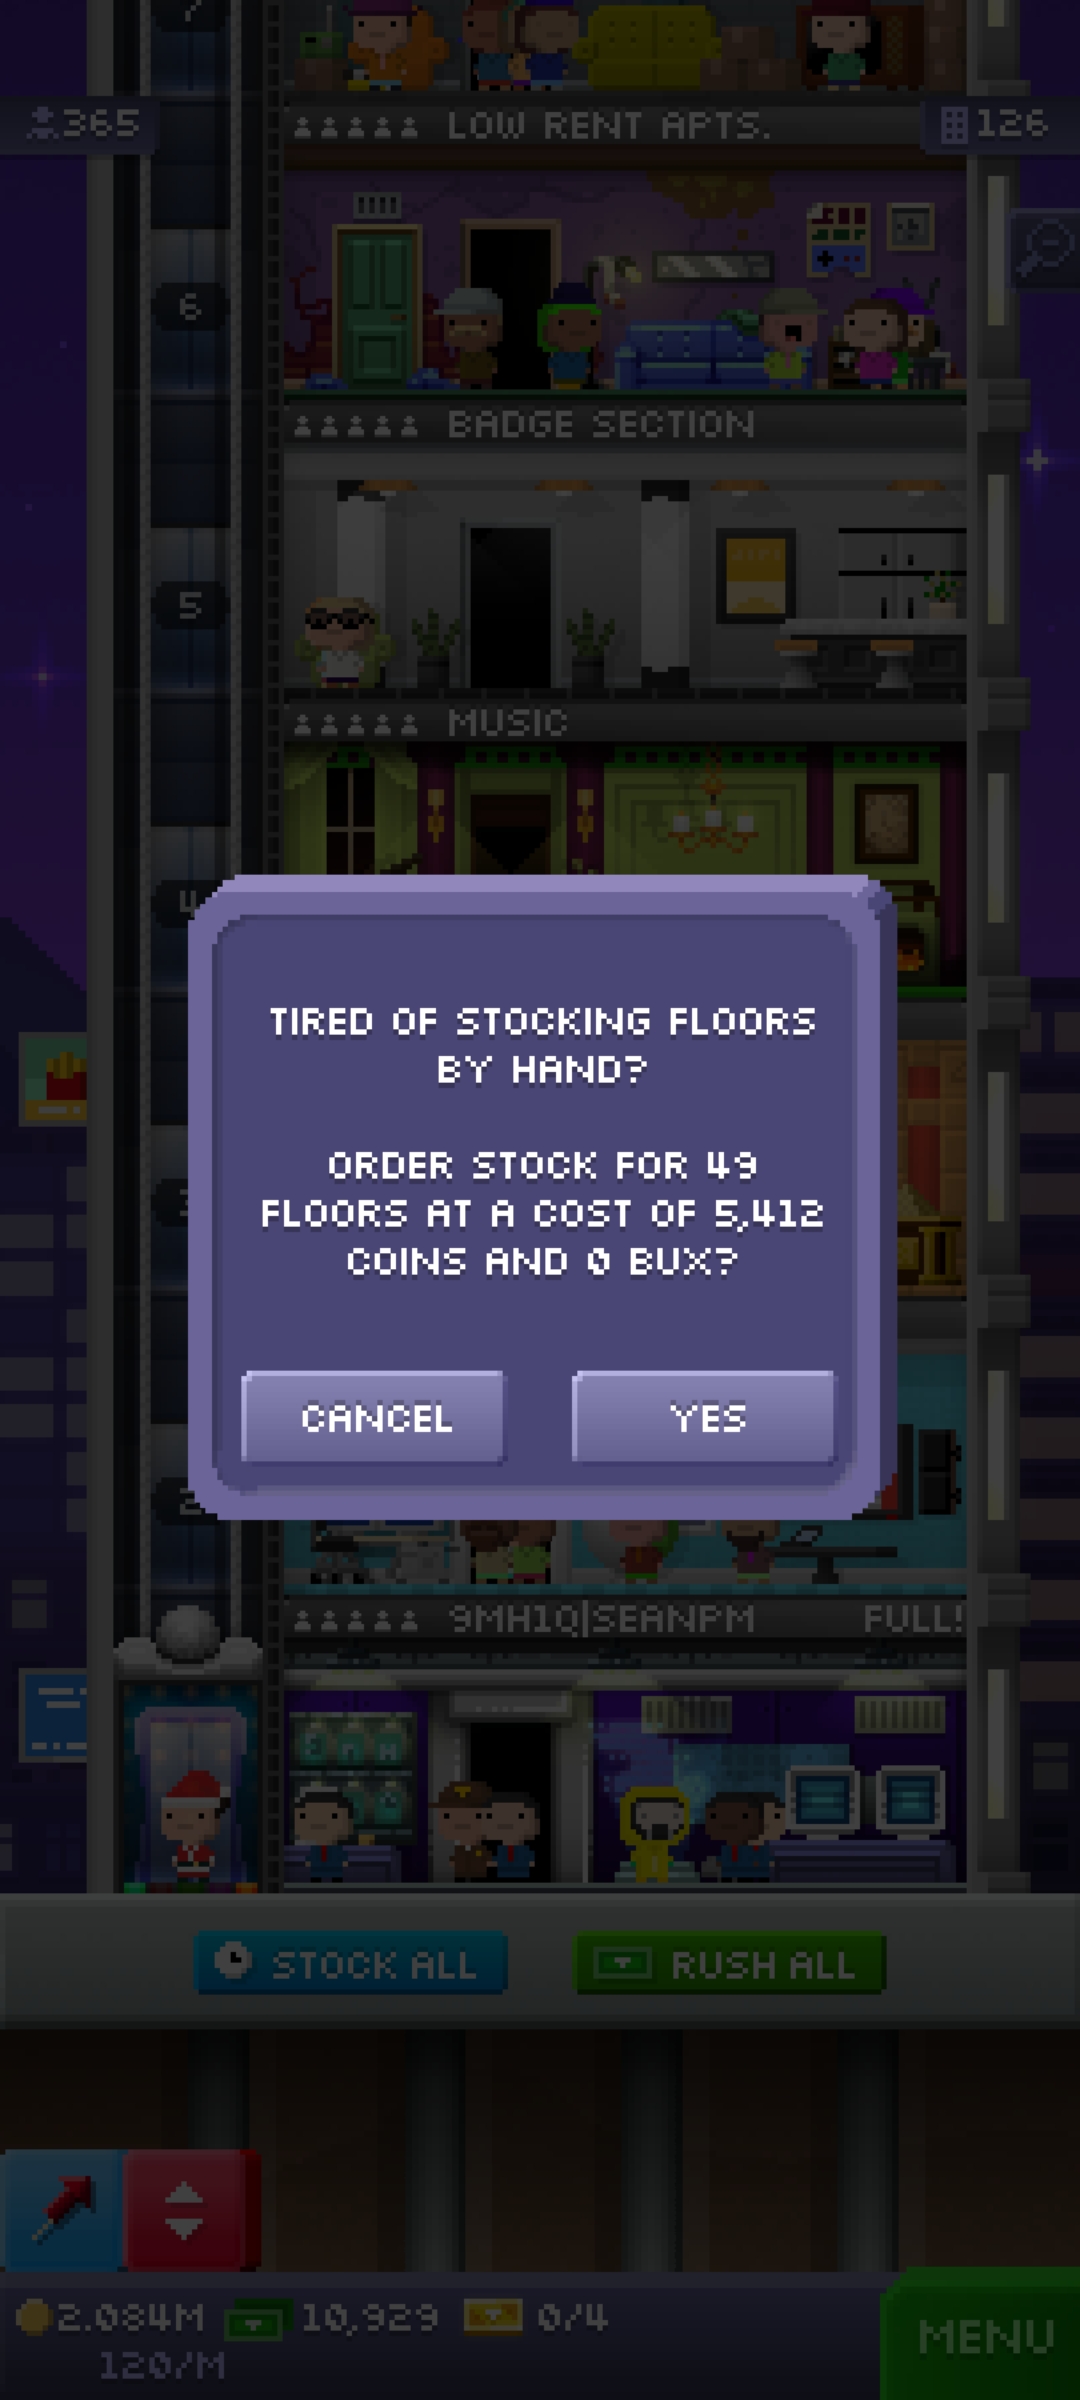 7
365
LOW RENT APTS.
126
6
BADGE SECTION
5
MUSIC
4
TIRED OF STOCKING FLOORS
BY HAND?
ORDER STOCK FOR 49
FLOORS AT A COST OF 5,412
COINS AND 0 BUX?
CANCEL
YES
2
9MH1Q|SEANPM
FULL!
STOCK ALL
RUSH ALL
2.084M
10,929
0/4
120/M
MENU